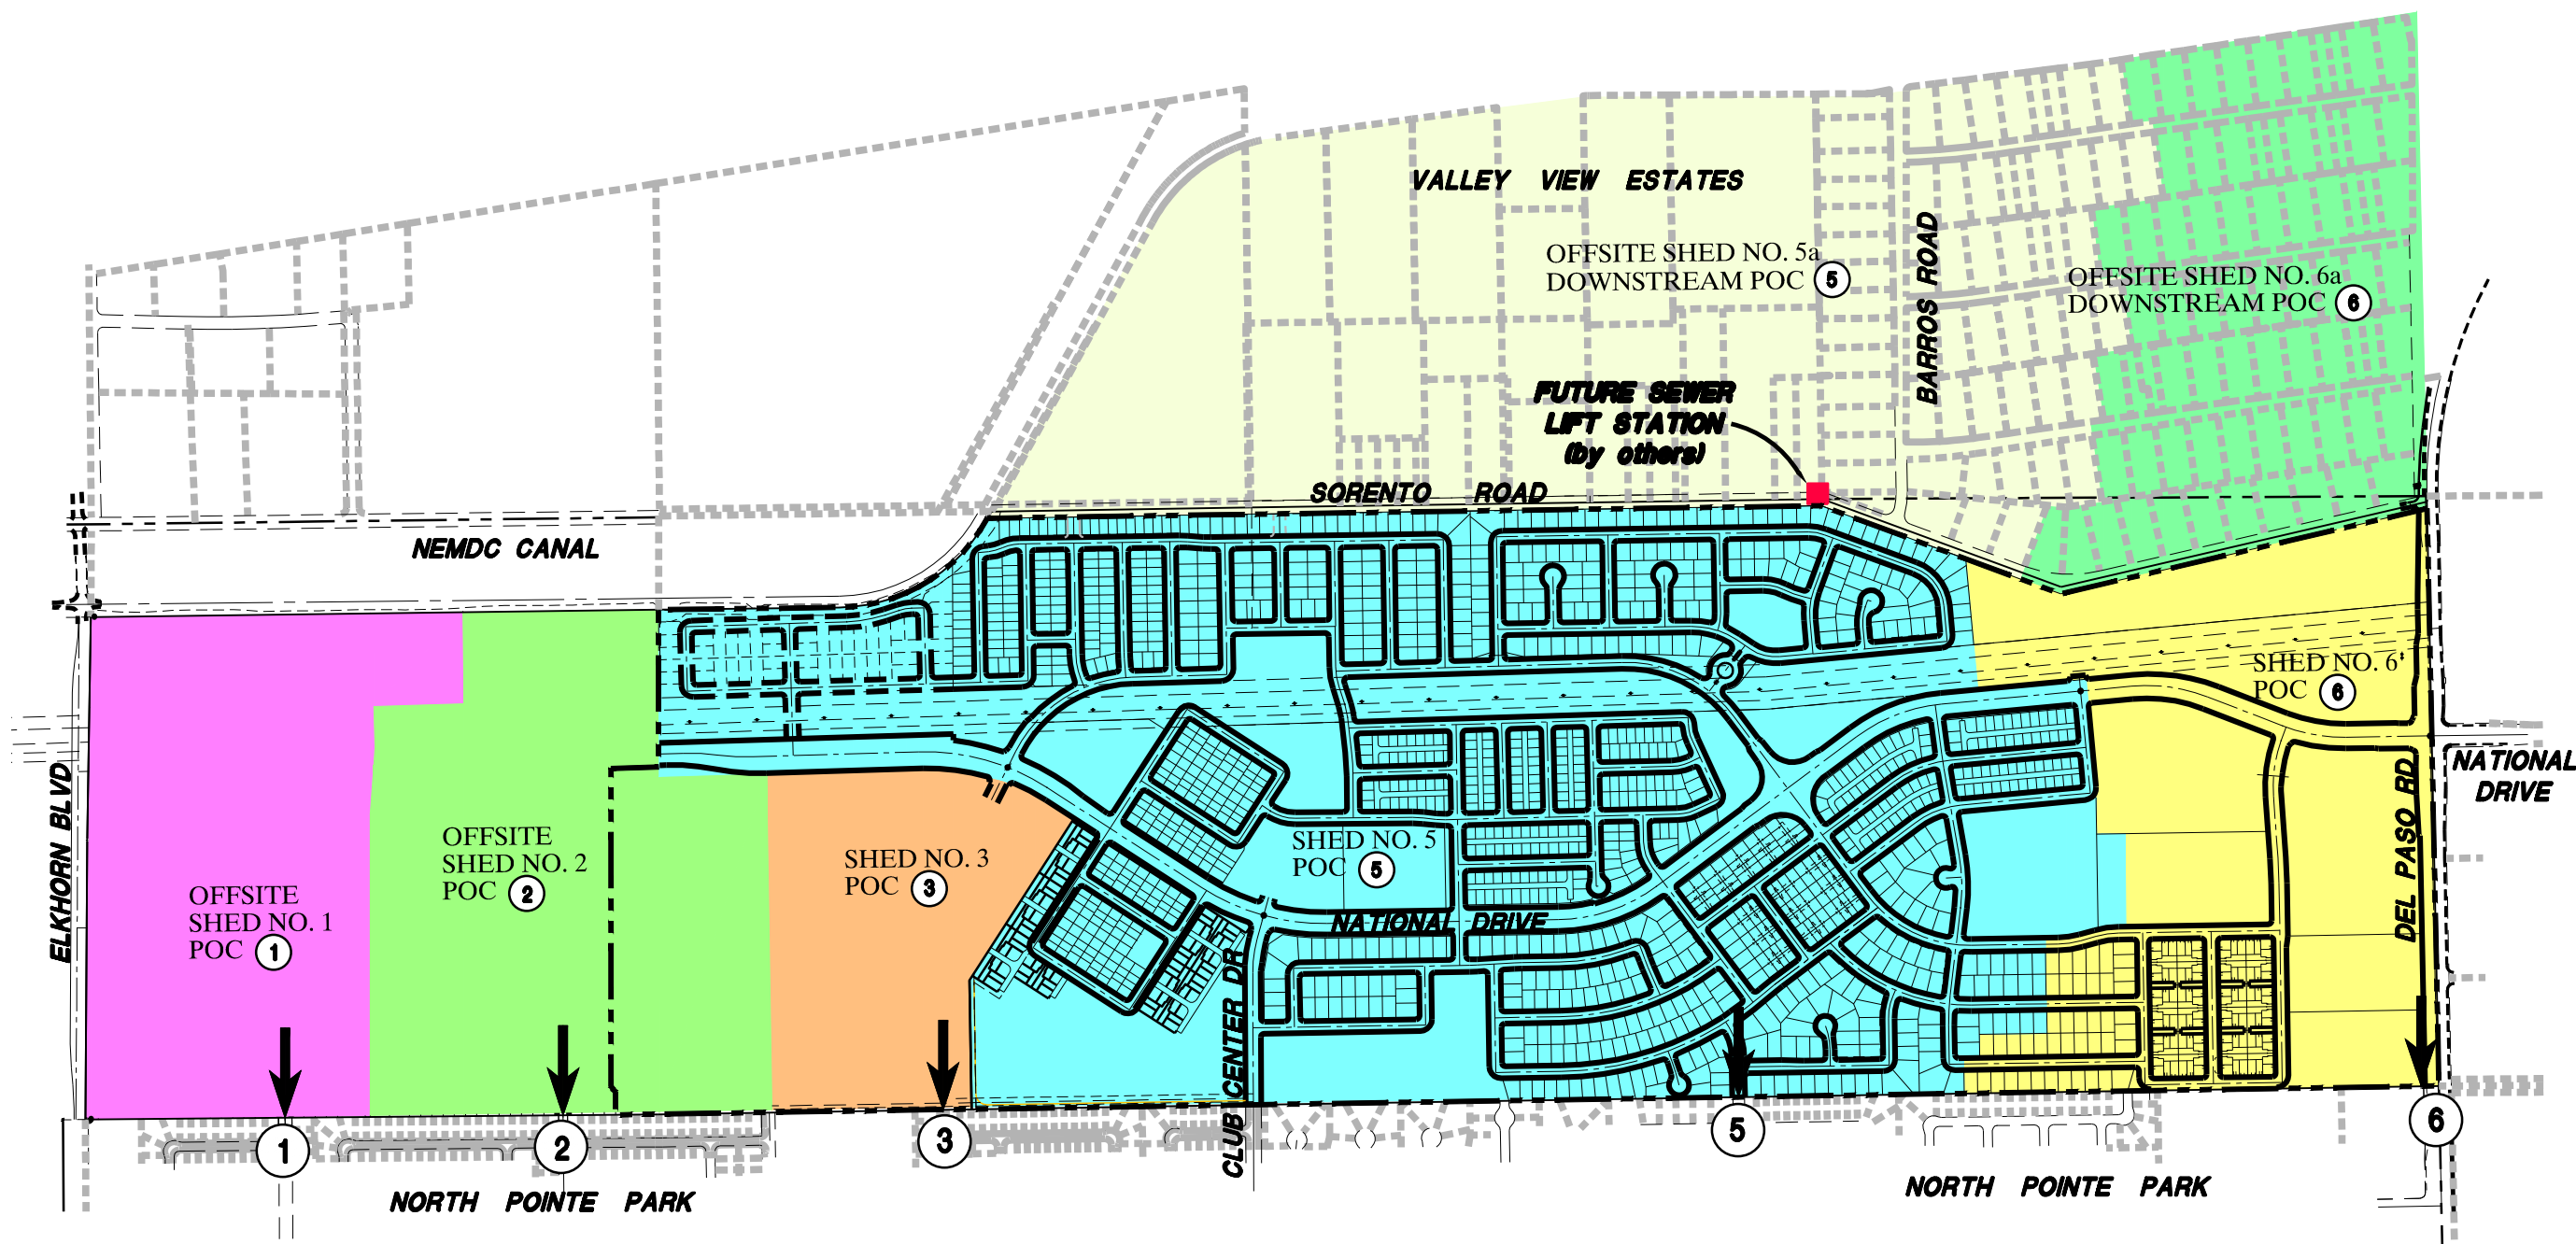 VALLEY VIEW ESTATES
OFFSITE SHED NO. 5a
DOWNSTREAM POC 5
BARROS ROAD
OFFSITE SHED NO. 6a
DOWNSTREAM POC 6
FUTURE SEWER
LIFT STATION
(by others)
SORENTO ROAD
NEMDC CANAL
SHED NO. 6
POC 6
ELKHORN BLVD
DEL PASO RD
NATIONAL
DRIVE
OFFSITE
SHED NO. 1
POC 1
OFFSITE
SHED NO. 2
POC 2
SHED NO. 3
POC 3
SHED NO. 5
POC 5
NATIONAL DRIVE
CLUB CENTER DR
1
2
3
5
6
NORTH POINTE PARK
NORTH POINTE PARK